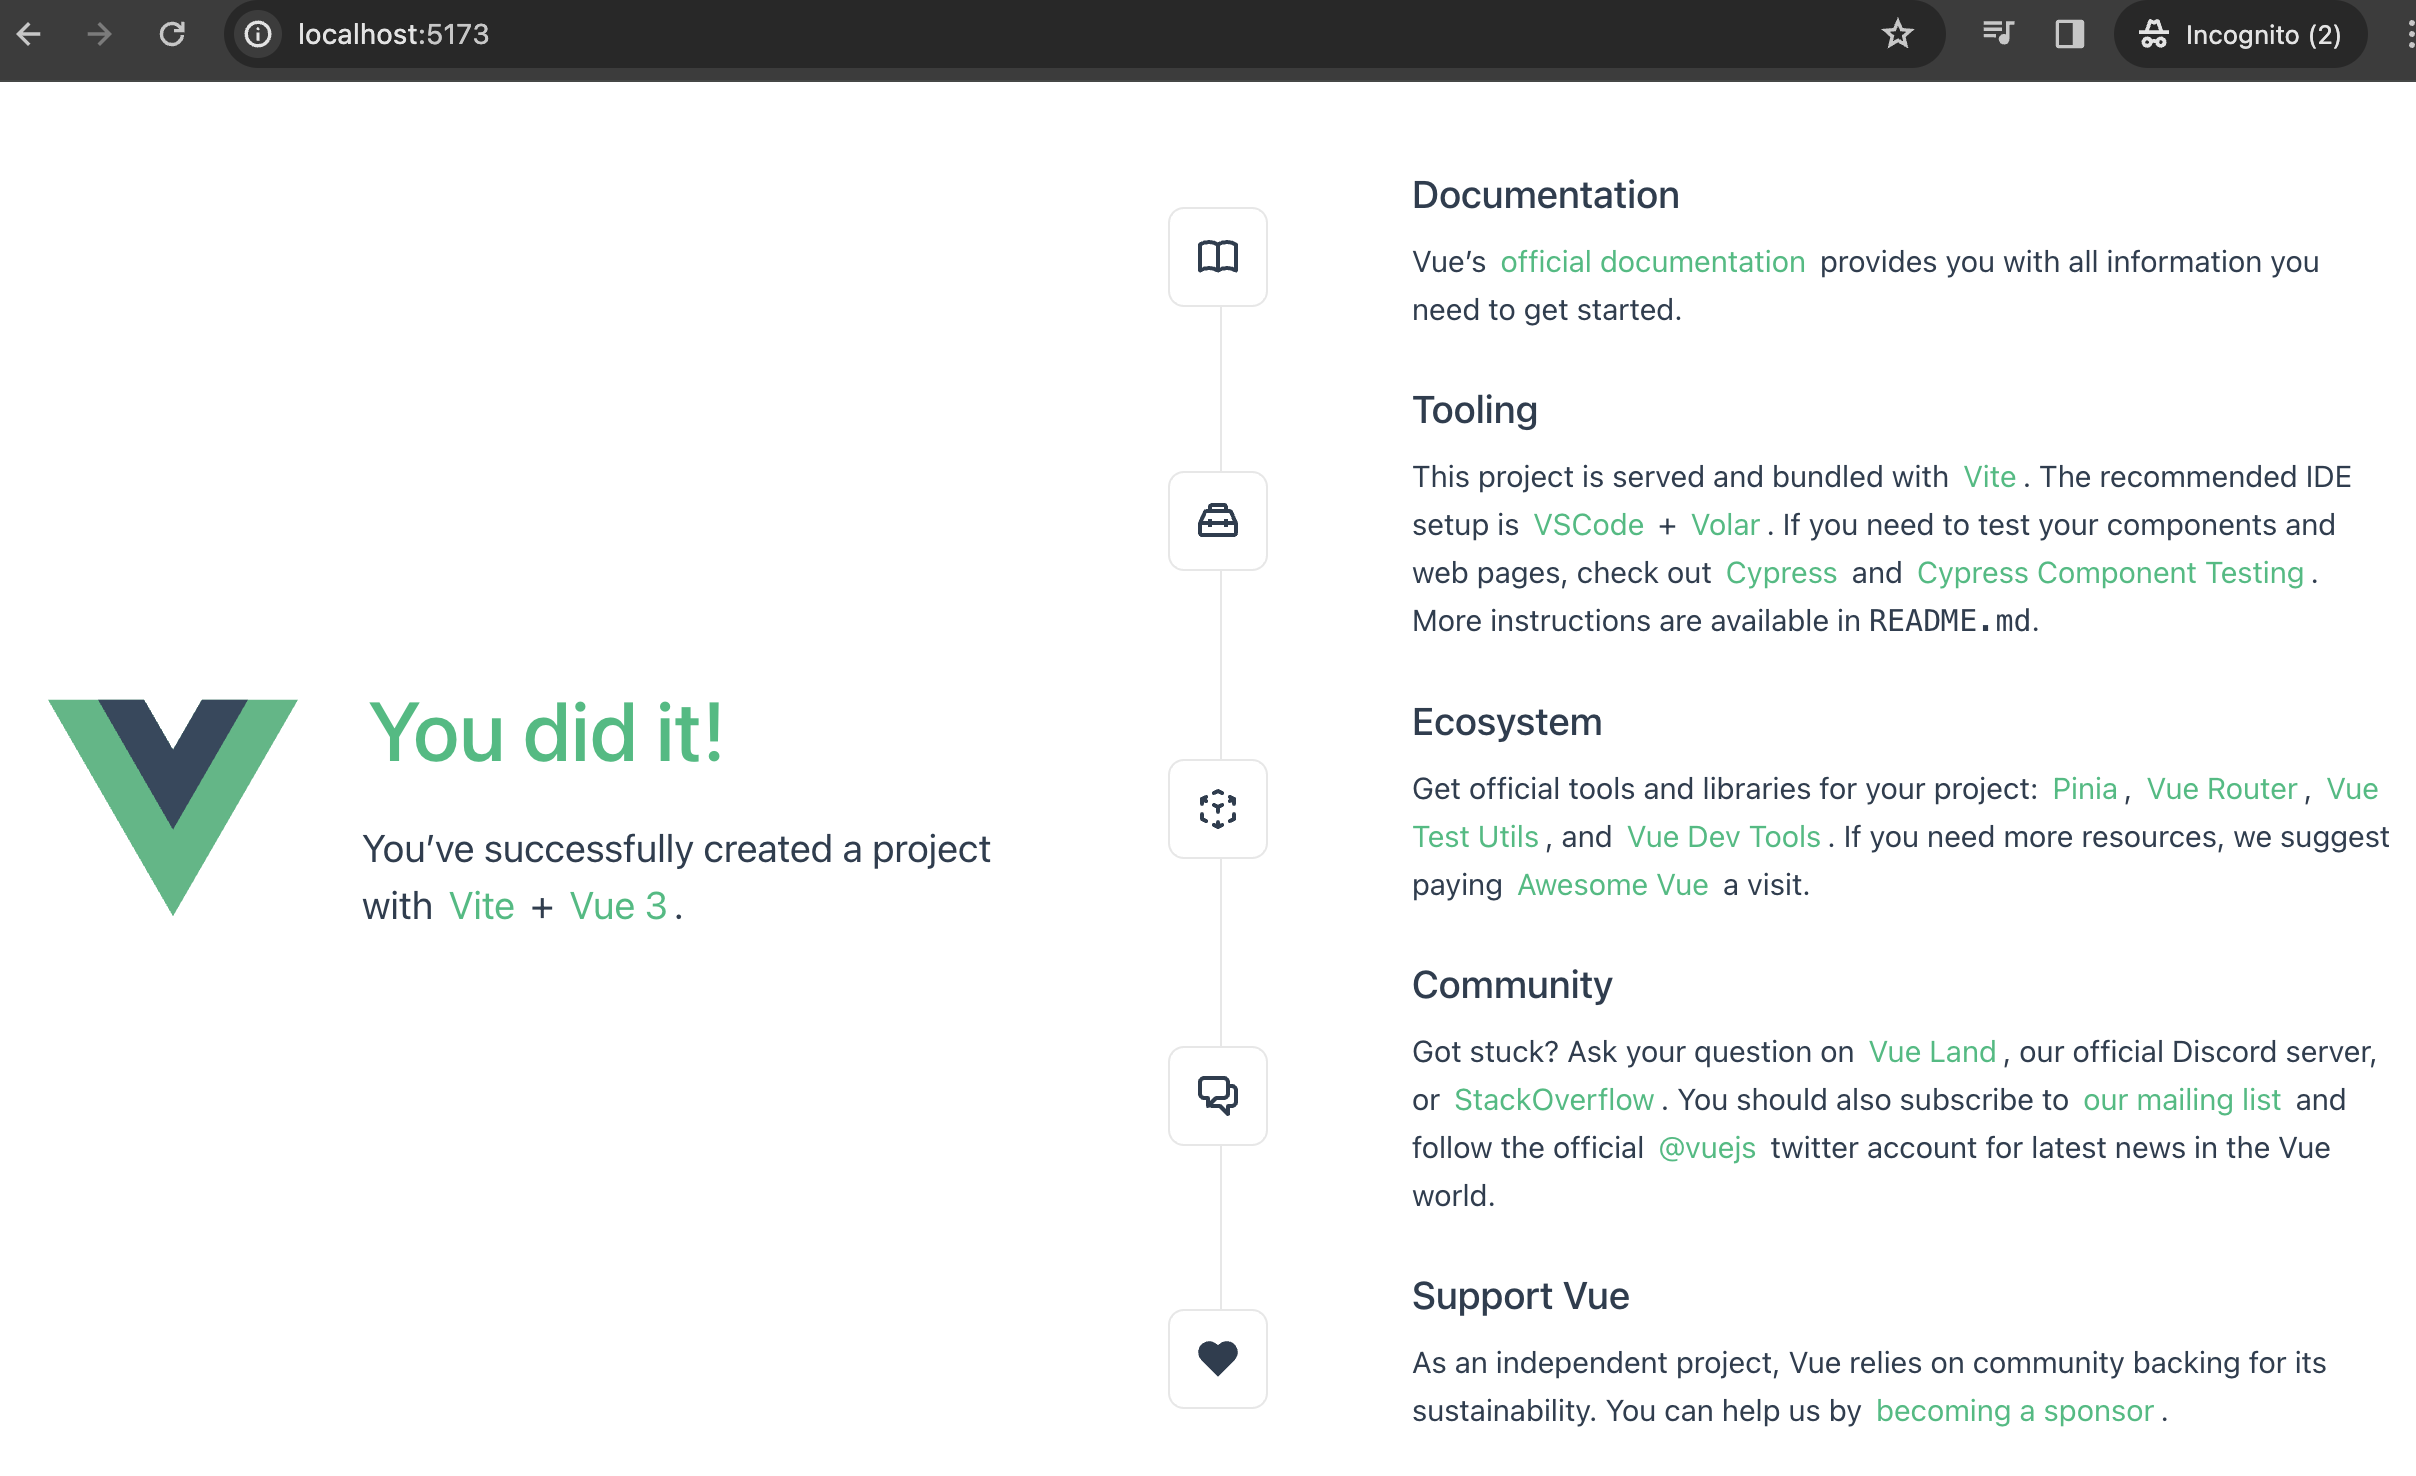 localhost:5173
Incognito (2)
You did it!
You’ve successfully created a project
with Vite + Vue 3 .
Documentation
Vue’s official documentation provides you with all information you
need to get started.
Tooling
This project is served and bundled with Vite . The recommended IDE
setup is VSCode + Volar . If you need to test your components and
web pages, check out Cypress and Cypress Component Testing .
More instructions are available in README.md.
Ecosystem
Get official tools and libraries for your project: Pinia , Vue Router , Vue
Test Utils , and Vue Dev Tools . If you need more resources, we suggest
paying Awesome Vue a visit.
Community
Got stuck? Ask your question on Vue Land , our official Discord server,
or StackOverflow . You should also subscribe to our mailing list and
follow the official @vuejs twitter account for latest news in the Vue
world.
Support Vue
As an independent project, Vue relies on community backing for its
sustainability. You can help us by becoming a sponsor .